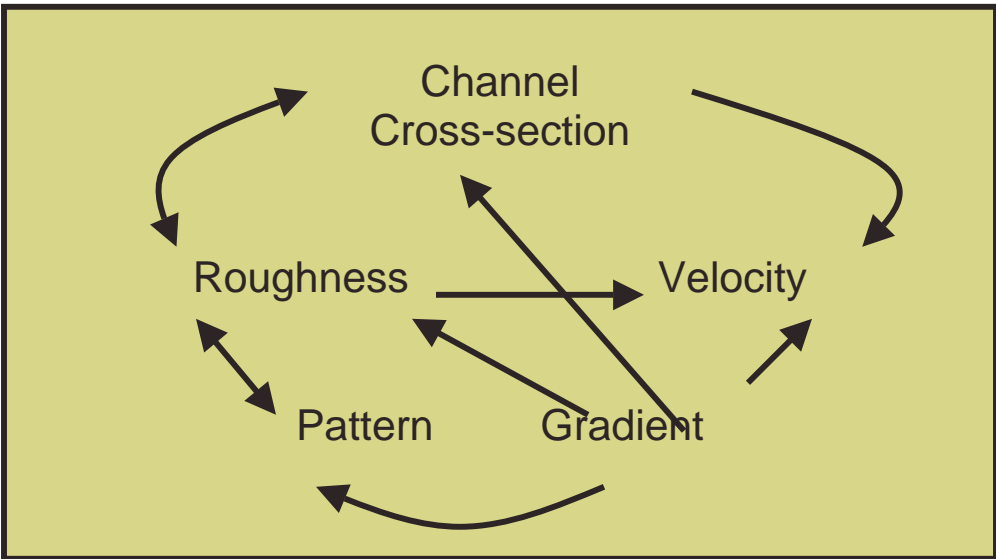 Channel
Cross-section
Roughness
Velocity
Pattern
Gradient